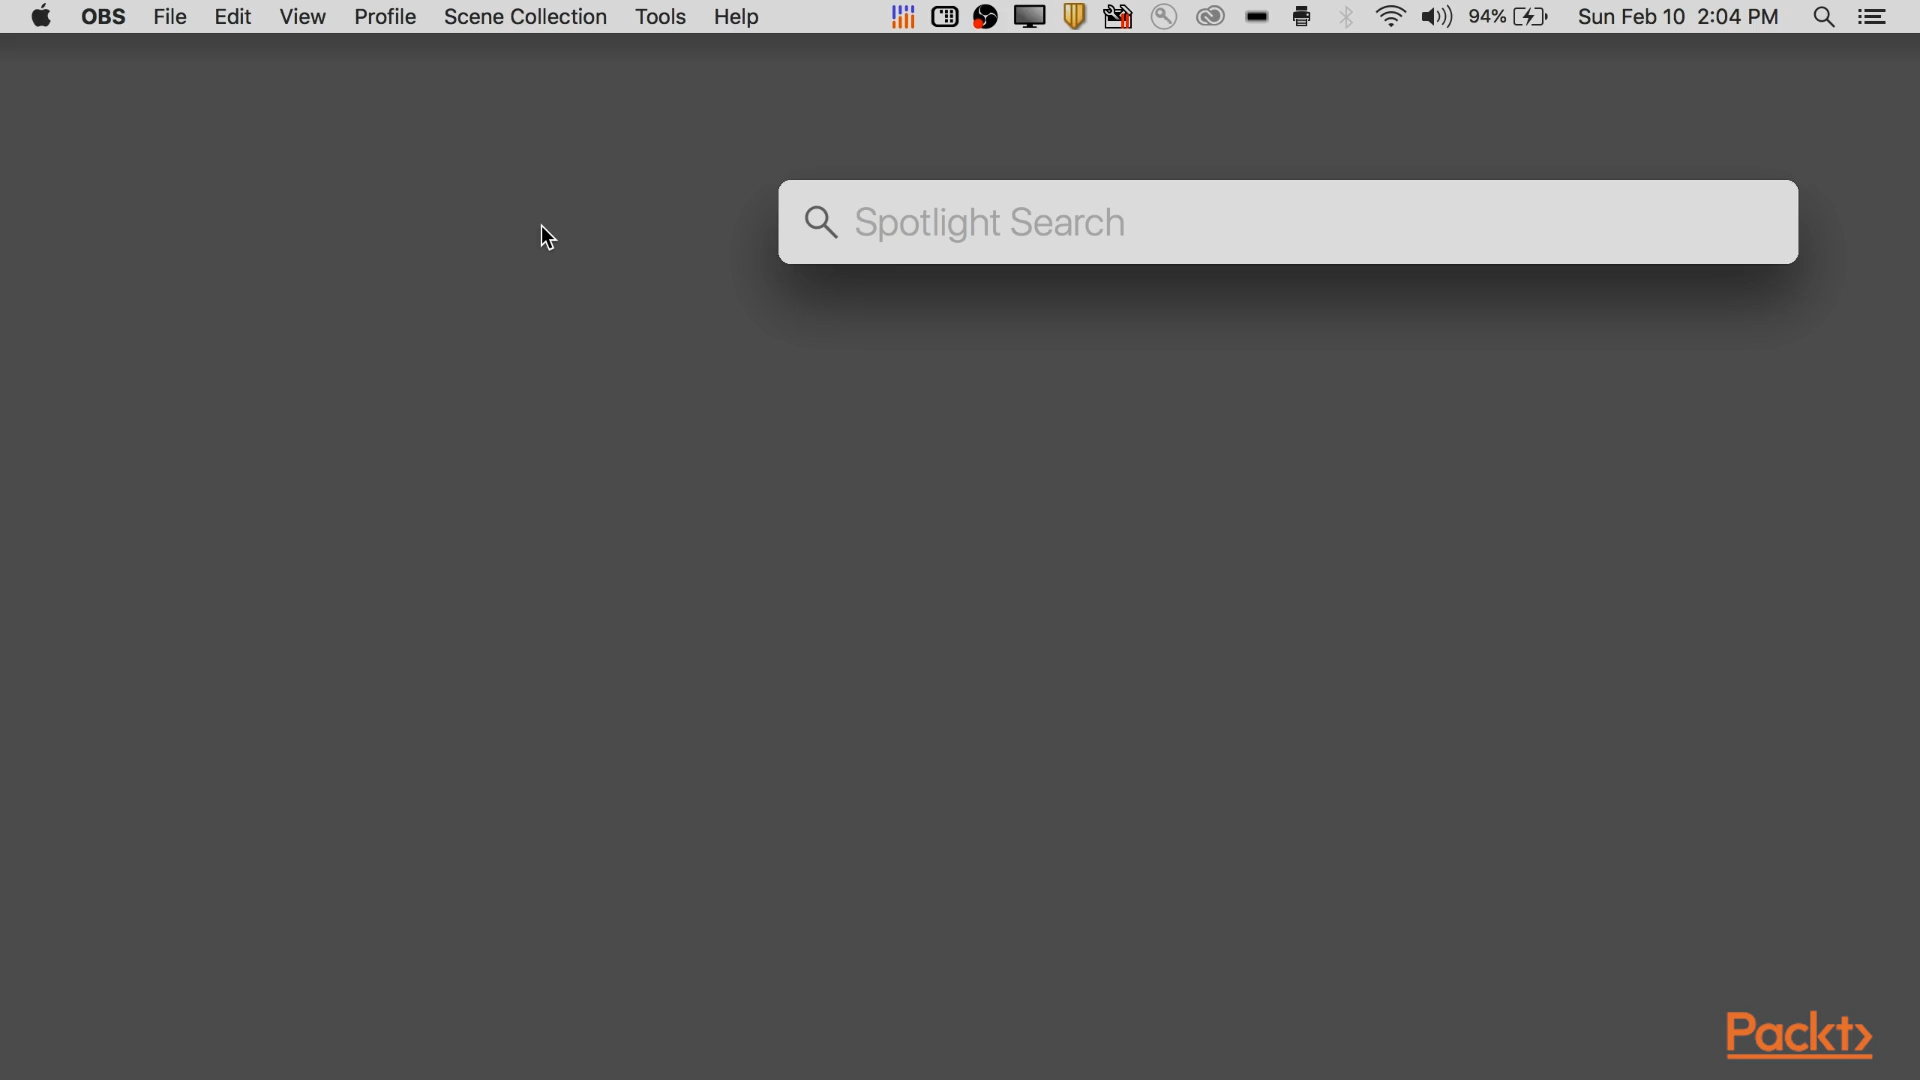 OBS File Edit View Profile Scene Collection Tools Help 94% Sun Feb 10 2:04 PM
Spotlight Search
Packt